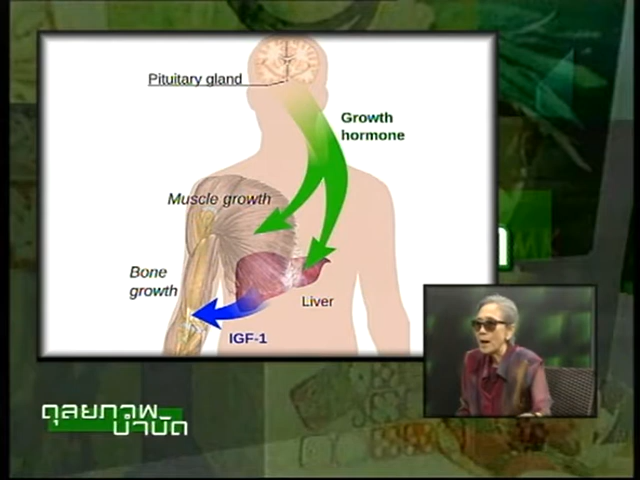 Pituitary gland
Growth
hormone
Muscle growth
Bone
growth
Liver
IGF-1
ดุลยภาพ
บำบัด